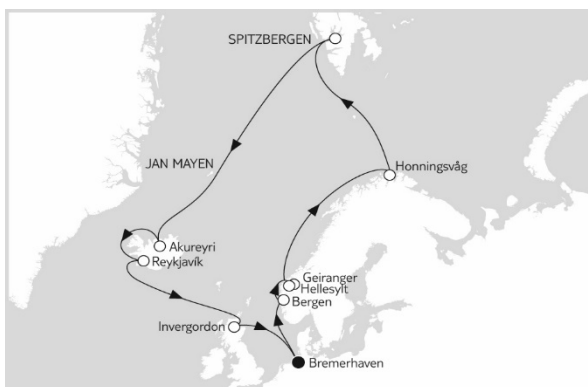 SPITZBERGEN
JAN MAYEN
Honningsvåg
Akureyri
Reykjavík
Geiranger
Hellesylt
Bergen
Invergordon
Bremerhaven